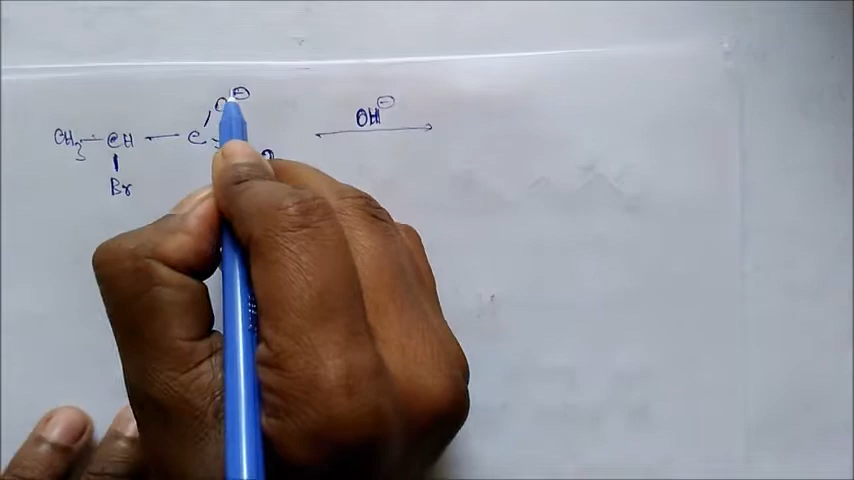 O⊖
CH3 — CH — C OH⊖
O
Br